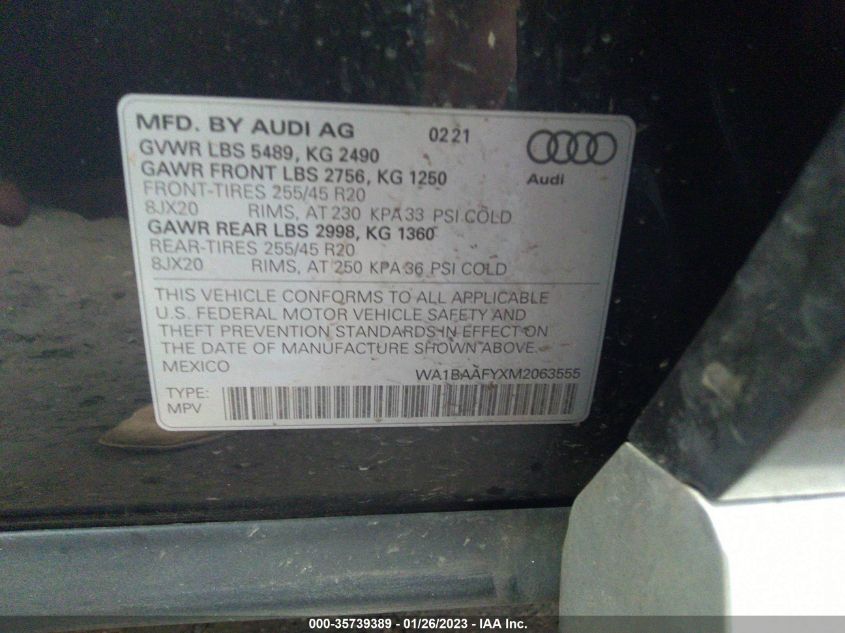 MFD. BY AUDI AG 0221
GVWR LBS 5489, KG 2490
GAWR FRONT LBS 2756, KG 1250
Audi
FRONT-TIRES 255/45 R20
8JX20 RIMS, AT 230 KPA 33 PSI COLD
GAWR REAR LBS 2998, KG 1360
REAR-TIRES 255/45 R20
8JX20 RIMS, AT 250 KPA 36 PSI COLD
THIS VEHICLE CONFORMS TO ALL APPLICABLE
U.S. FEDERAL MOTOR VEHICLE SAFETY AND
THEFT PREVENTION STANDARDS IN EFFECT ON
THE DATE OF MANUFACTURE SHOWN ABOVE.
MEXICO WA1BAAFYXM2063555
TYPE:
MPV
000-35739389 - 01/26/2023 - IAA Inc.